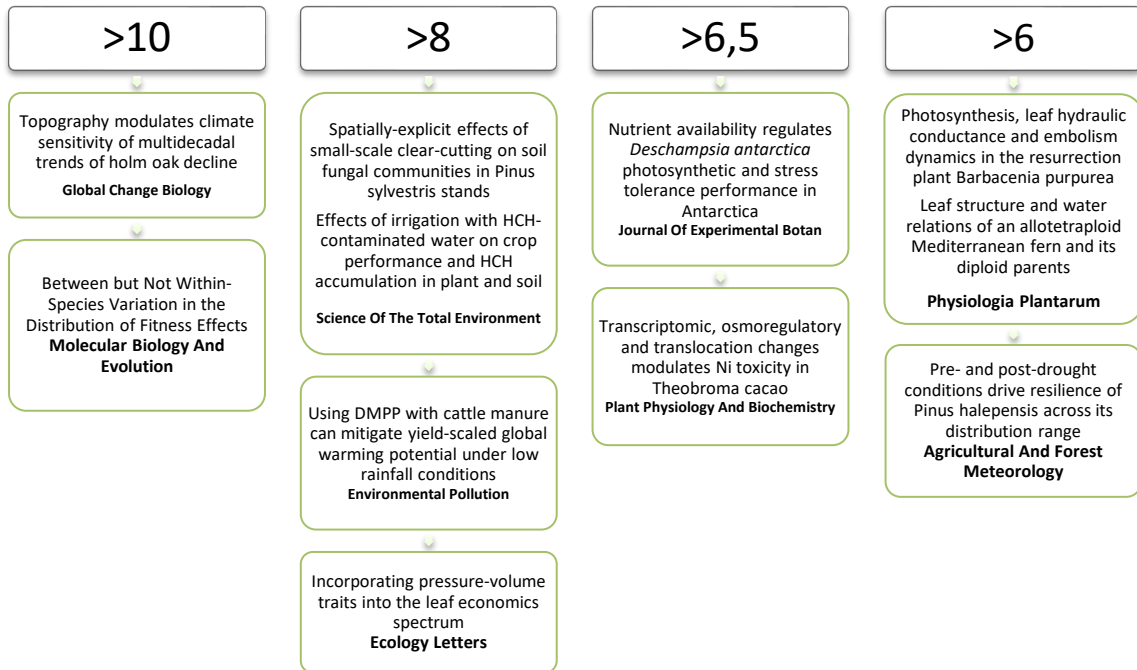 >10
Topography modulates climate
sensitivity of multidecadal
trends of holm oak decline
Global Change Biology
Between but Not Within-
Species Variation in the
Distribution of Fitness Effects
Molecular Biology And
Evolution
>8
Spatially-explicit effects of
small-scale clear-cutting on soil
fungal communities in Pinus
sylvestris stands
Effects of irrigation with HCH-
contaminated water on crop
performance and HCH
accumulation in plant and soil
Science Of The Total Environment
Using DMPP with cattle manure
can mitigate yield-scaled global
warming potential under low
rainfall conditions
Environmental Pollution
Incorporating pressure-volume
traits into the leaf economics
spectrum
Ecology Letters
>6,5
Nutrient availability regulates
Deschampsia antarctica
photosynthetic and stress
tolerance performance in
Antarctica
Journal Of Experimental Botan
Transcriptomic, osmoregulatory
and translocation changes
modulates Ni toxicity in
Theobroma cacao
Plant Physiology And Biochemistry
>6
Photosynthesis, leaf hydraulic
conductance and embolism
dynamics in the resurrection
plant Barbacenia purpurea
Leaf structure and water
relations of an allotetraploid
Mediterranean fern and its
diploid parents
Physiologia Plantarum
Pre- and post-drought
conditions drive resilience of
Pinus halepensis across its
distribution range
Agricultural And Forest
Meteorology